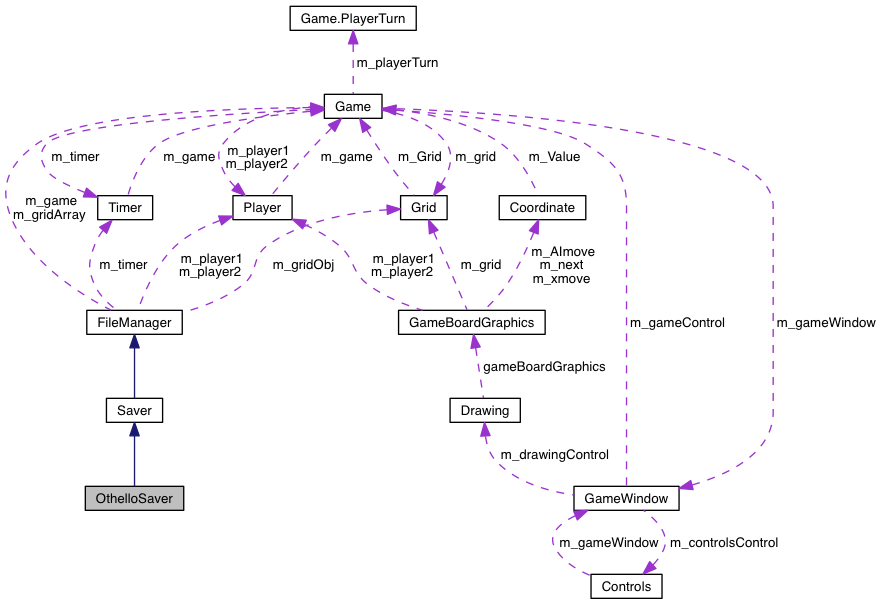 Game.PlayerTurn
m_playerTurn
Game
m_timer
m_game
m_player1
m_player2
m_game
m_Grid
m_grid
m_Value
m_game
m_gridArray
Timer
Player
Grid
Coordinate
m_timer
m_player1
m_player2
m_gridObj
m_player1
m_player2
m_grid
m_AImove
m_next
m_xmove
FileManager
GameBoardGraphics
m_gameControl
m_gameWindow
gameBoardGraphics
Saver
Drawing
m_drawingControl
OthelloSaver
GameWindow
m_gameWindow
m_controlsControl
Controls